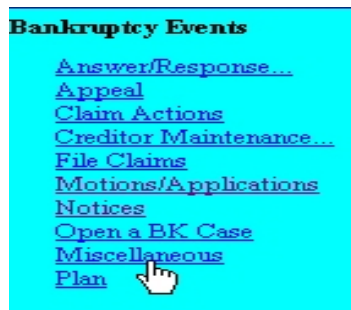 Bankruptcy Events
Answer/Response...
Appeal
Claim Actions
Creditor Maintenance...
File Claims
Motions/Applications
Notices
Open a BK Case
Miscellaneous
Plan